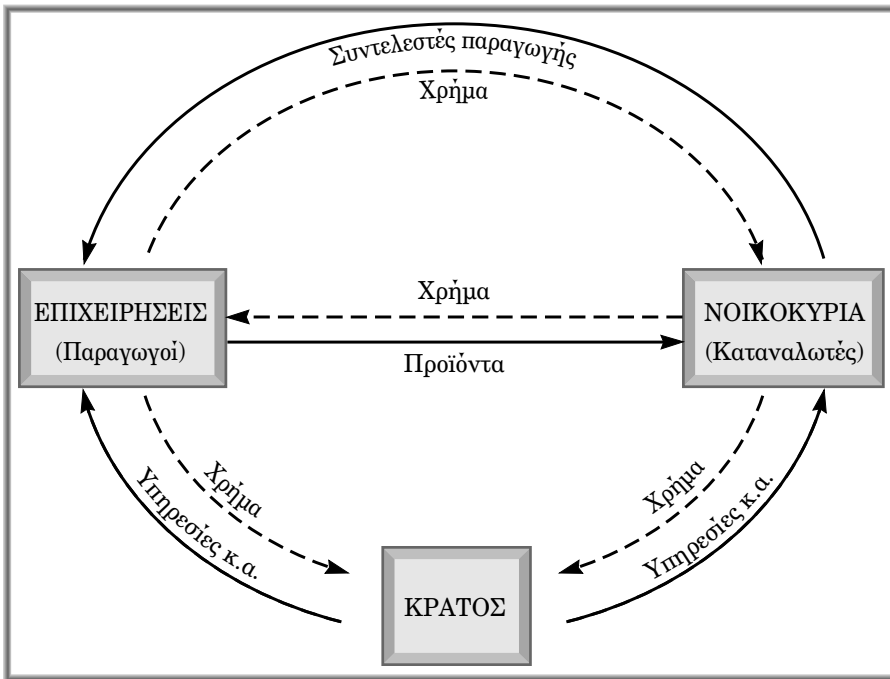 Συντελεστές παραγωγής
Χρήμα
Χρήμα
ΕΠΙΧΕΙΡΗΣΕΙΣ
(Παραγωγοί)
ΝΟΙΚΟΚΥΡΙΑ
(Καταναλωτές)
Προϊόντα
Χρήμα
Υπηρεσίες κ.α.
Χρήμα
Υπηρεσίες κ.α.
ΚΡΑΤΟΣ